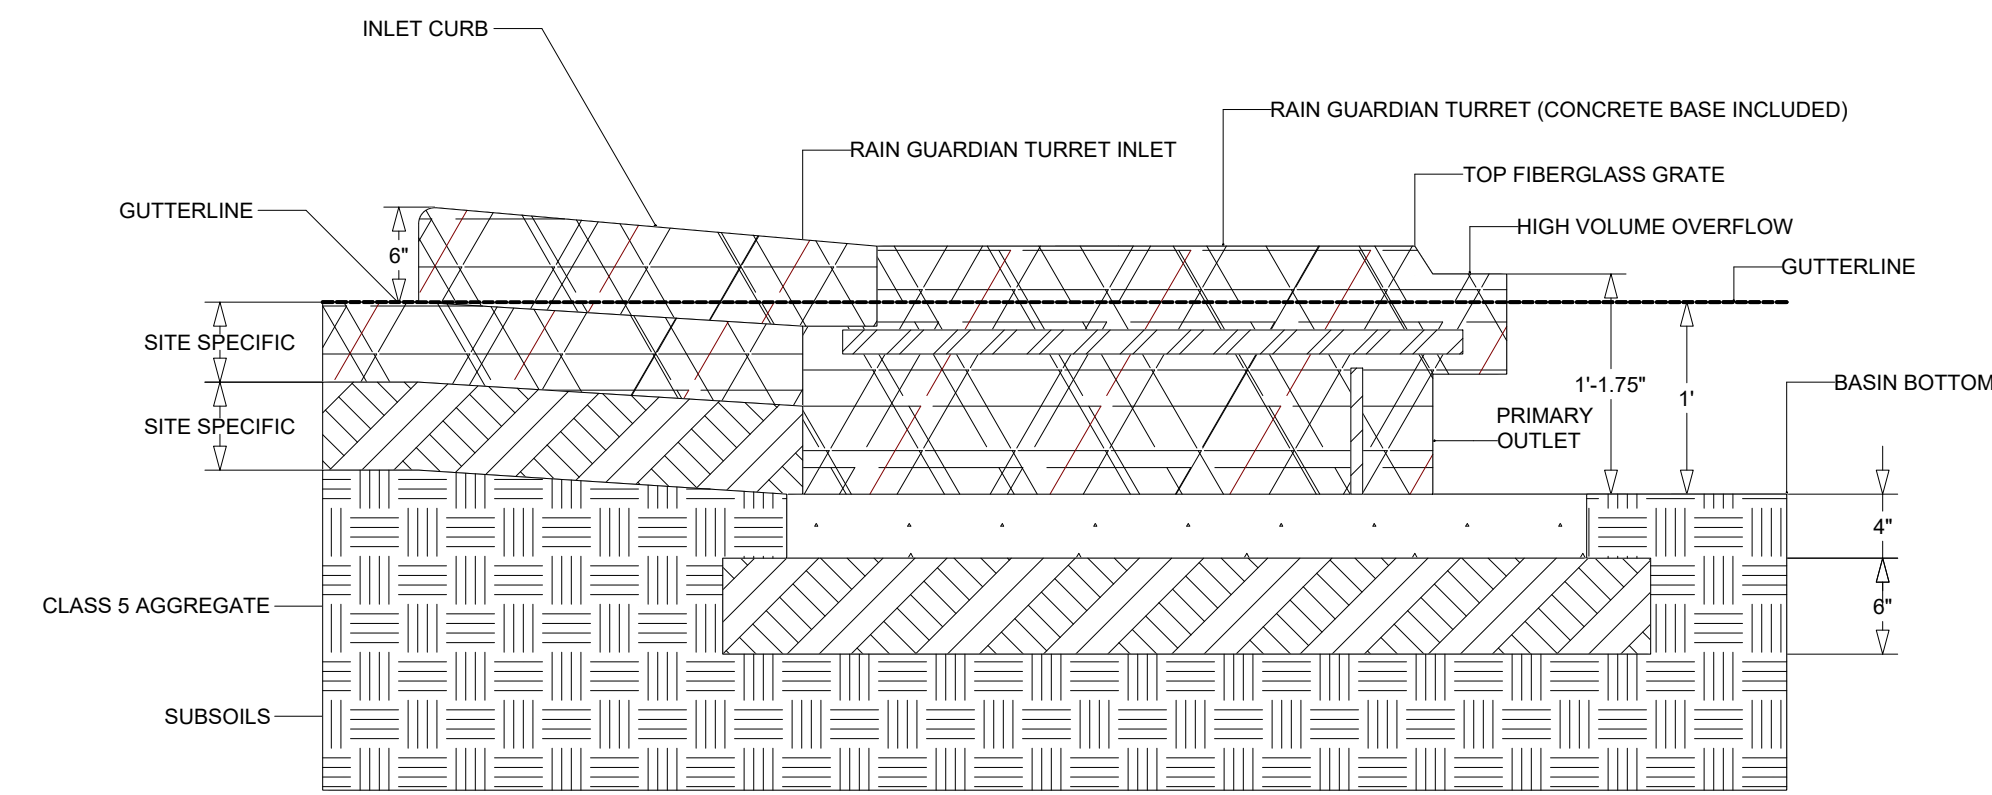 INLET CURB
RAIN GUARDIAN TURRET (CONCRETE BASE INCLUDED)
RAIN GUARDIAN TURRET INLET
TOP FIBERGLASS GRATE
GUTTERLINE
HIGH VOLUME OVERFLOW
6"
GUTTERLINE
SITE SPECIFIC
1'-1.75"
1'
BASIN BOTTOM
SITE SPECIFIC
PRIMARY
OUTLET
4"
CLASS 5 AGGREGATE
6"
SUBSOILS